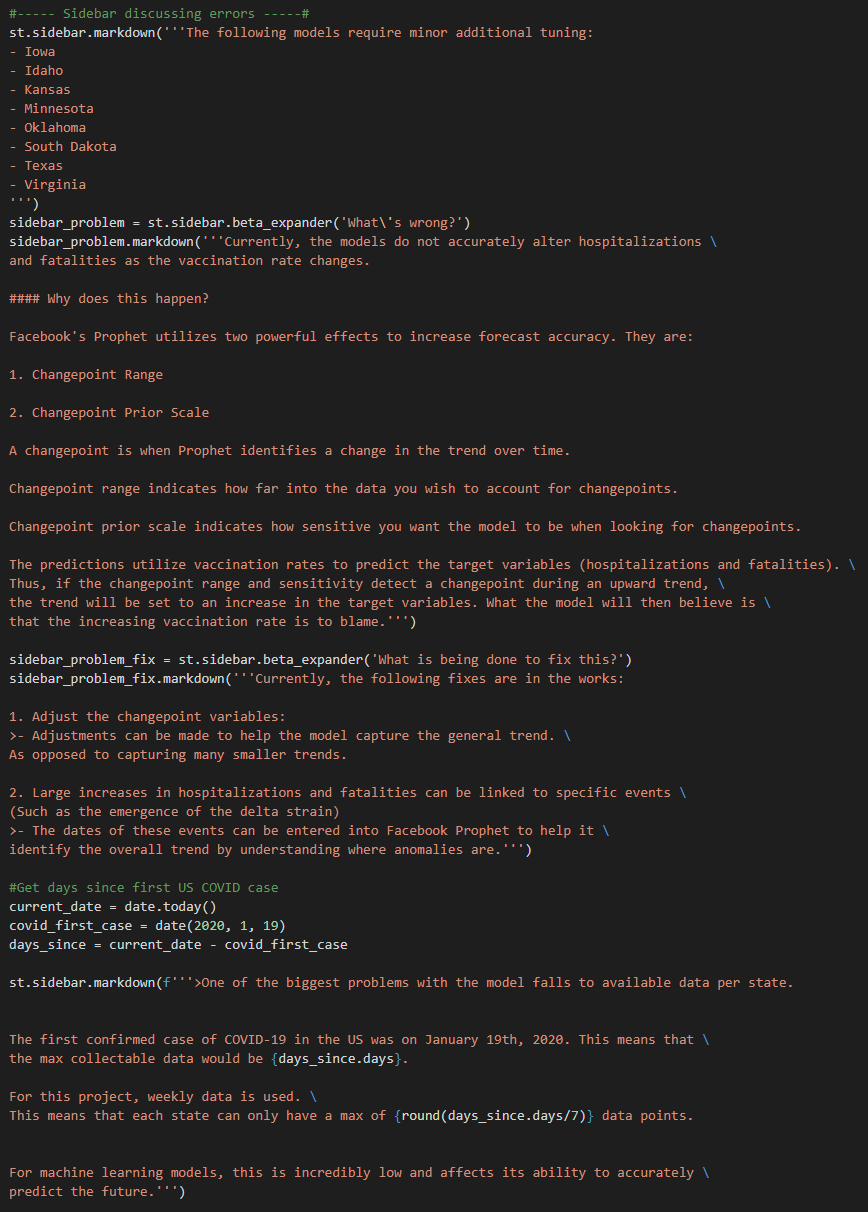 #----- Sidebar discussing errors -----#
st.sidebar.markdown('''The following models require minor additional tuning:
- Iowa
- Idaho
- Kansas
- Minnesota
- Oklahoma
- South Dakota
- Texas
- Virginia
''')
sidebar_problem = st.sidebar.beta_expander('What\'s wrong?')
sidebar_problem.markdown('''Currently, the models do not accurately alter hospitalizations \
and fatalities as the vaccination rate changes.
#### Why does this happen?
Facebook's Prophet utilizes two powerful effects to increase forecast accuracy. They are:
1. Changepoint Range
2. Changepoint Prior Scale
A changepoint is when Prophet identifies a change in the trend over time.
Changepoint range indicates how far into the data you wish to account for changepoints.
Changepoint prior scale indicates how sensitive you want the model to be when looking for changepoints.
The predictions utilize vaccination rates to predict the target variables (hospitalizations and fatalities). \
Thus, if the changepoint range and sensitivity detect a changepoint during an upward trend, \
the trend will be set to an increase in the target variables. What the model will then believe is \
that the increasing vaccination rate is to blame.''')
sidebar_problem_fix = st.sidebar.beta_expander('What is being done to fix this?')
sidebar_problem_fix.markdown('''Currently, the following fixes are in the works:
1. Adjust the changepoint variables:
>- Adjustments can be made to help the model capture the general trend. \
As opposed to capturing many smaller trends.
2. Large increases in hospitalizations and fatalities can be linked to specific events \
(Such as the emergence of the delta strain)
>- The dates of these events can be entered into Facebook Prophet to help it \
identify the overall trend by understanding where anomalies are.''')
#Get days since first US COVID case
current_date = date.today()
covid_first_case = date(2020, 1, 19)
days_since = current_date - covid_first_case
st.sidebar.markdown(f'''>One of the biggest problems with the model falls to available data per state.
The first confirmed case of COVID-19 in the US was on January 19th, 2020. This means that \
the max collectable data would be {days_since.days}.
For this project, weekly data is used. \
This means that each state can only have a max of {round(days_since.days/7)} data points.
For machine learning models, this is incredibly low and affects its ability to accurately \
predict the future.''')